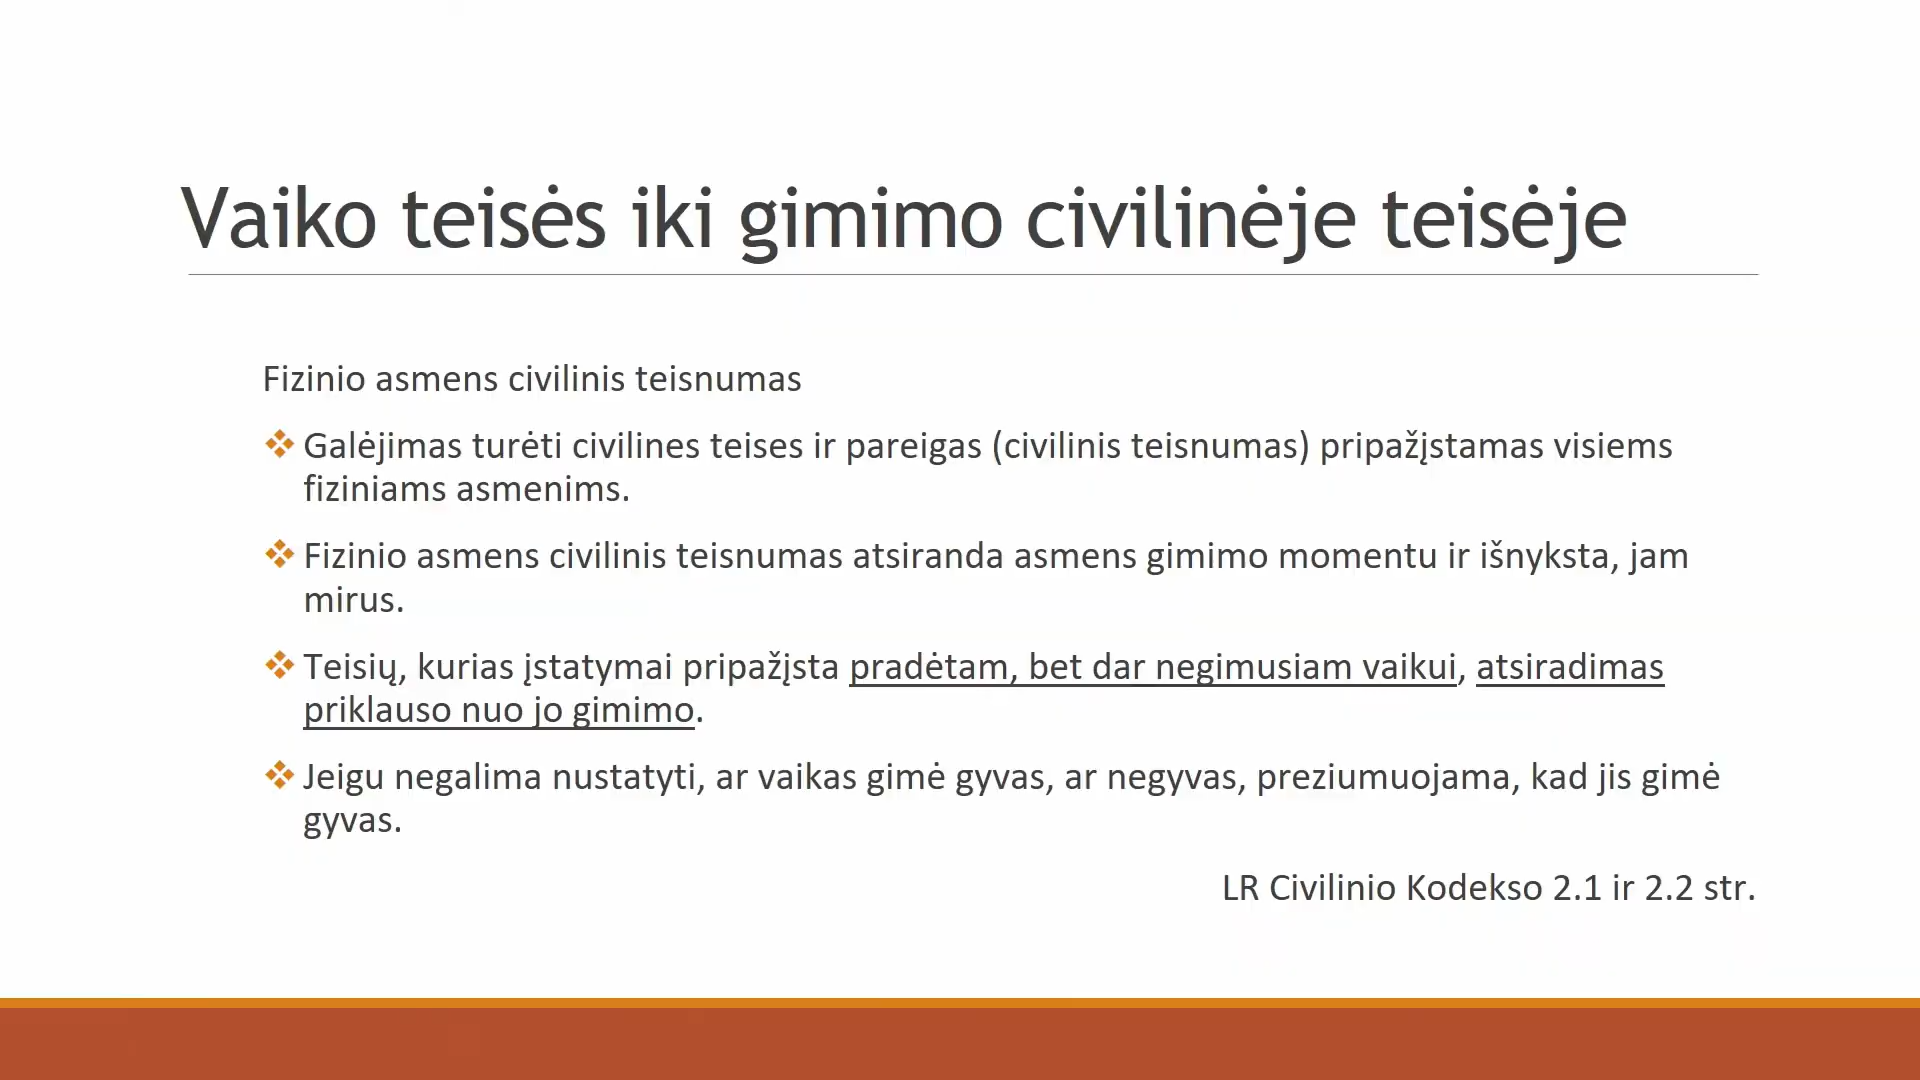 Vaiko teisės iki gimimo civilinėje teisėje
Fizinio asmens civilinis teisnumas
Galėjimas turėti civilines teises ir pareigas (civilinis teisnumas) pripažįstamas visiems
fiziniams asmenims.
Fizinio asmens civilinis teisnumas atsiranda asmens gimimo momentu ir išnyksta, jam
mirus.
Teisių, kurias įstatymai pripažįsta pradėtam, bet dar negimusiam vaikui, atsiradimas
priklauso nuo jo gimimo.
Jeigu negalima nustatyti, ar vaikas gimė gyvas, ar negyvas, preziumuojama, kad jis gimė
gyvas.
LR Civilinio Kodekso 2.1 ir 2.2 str.